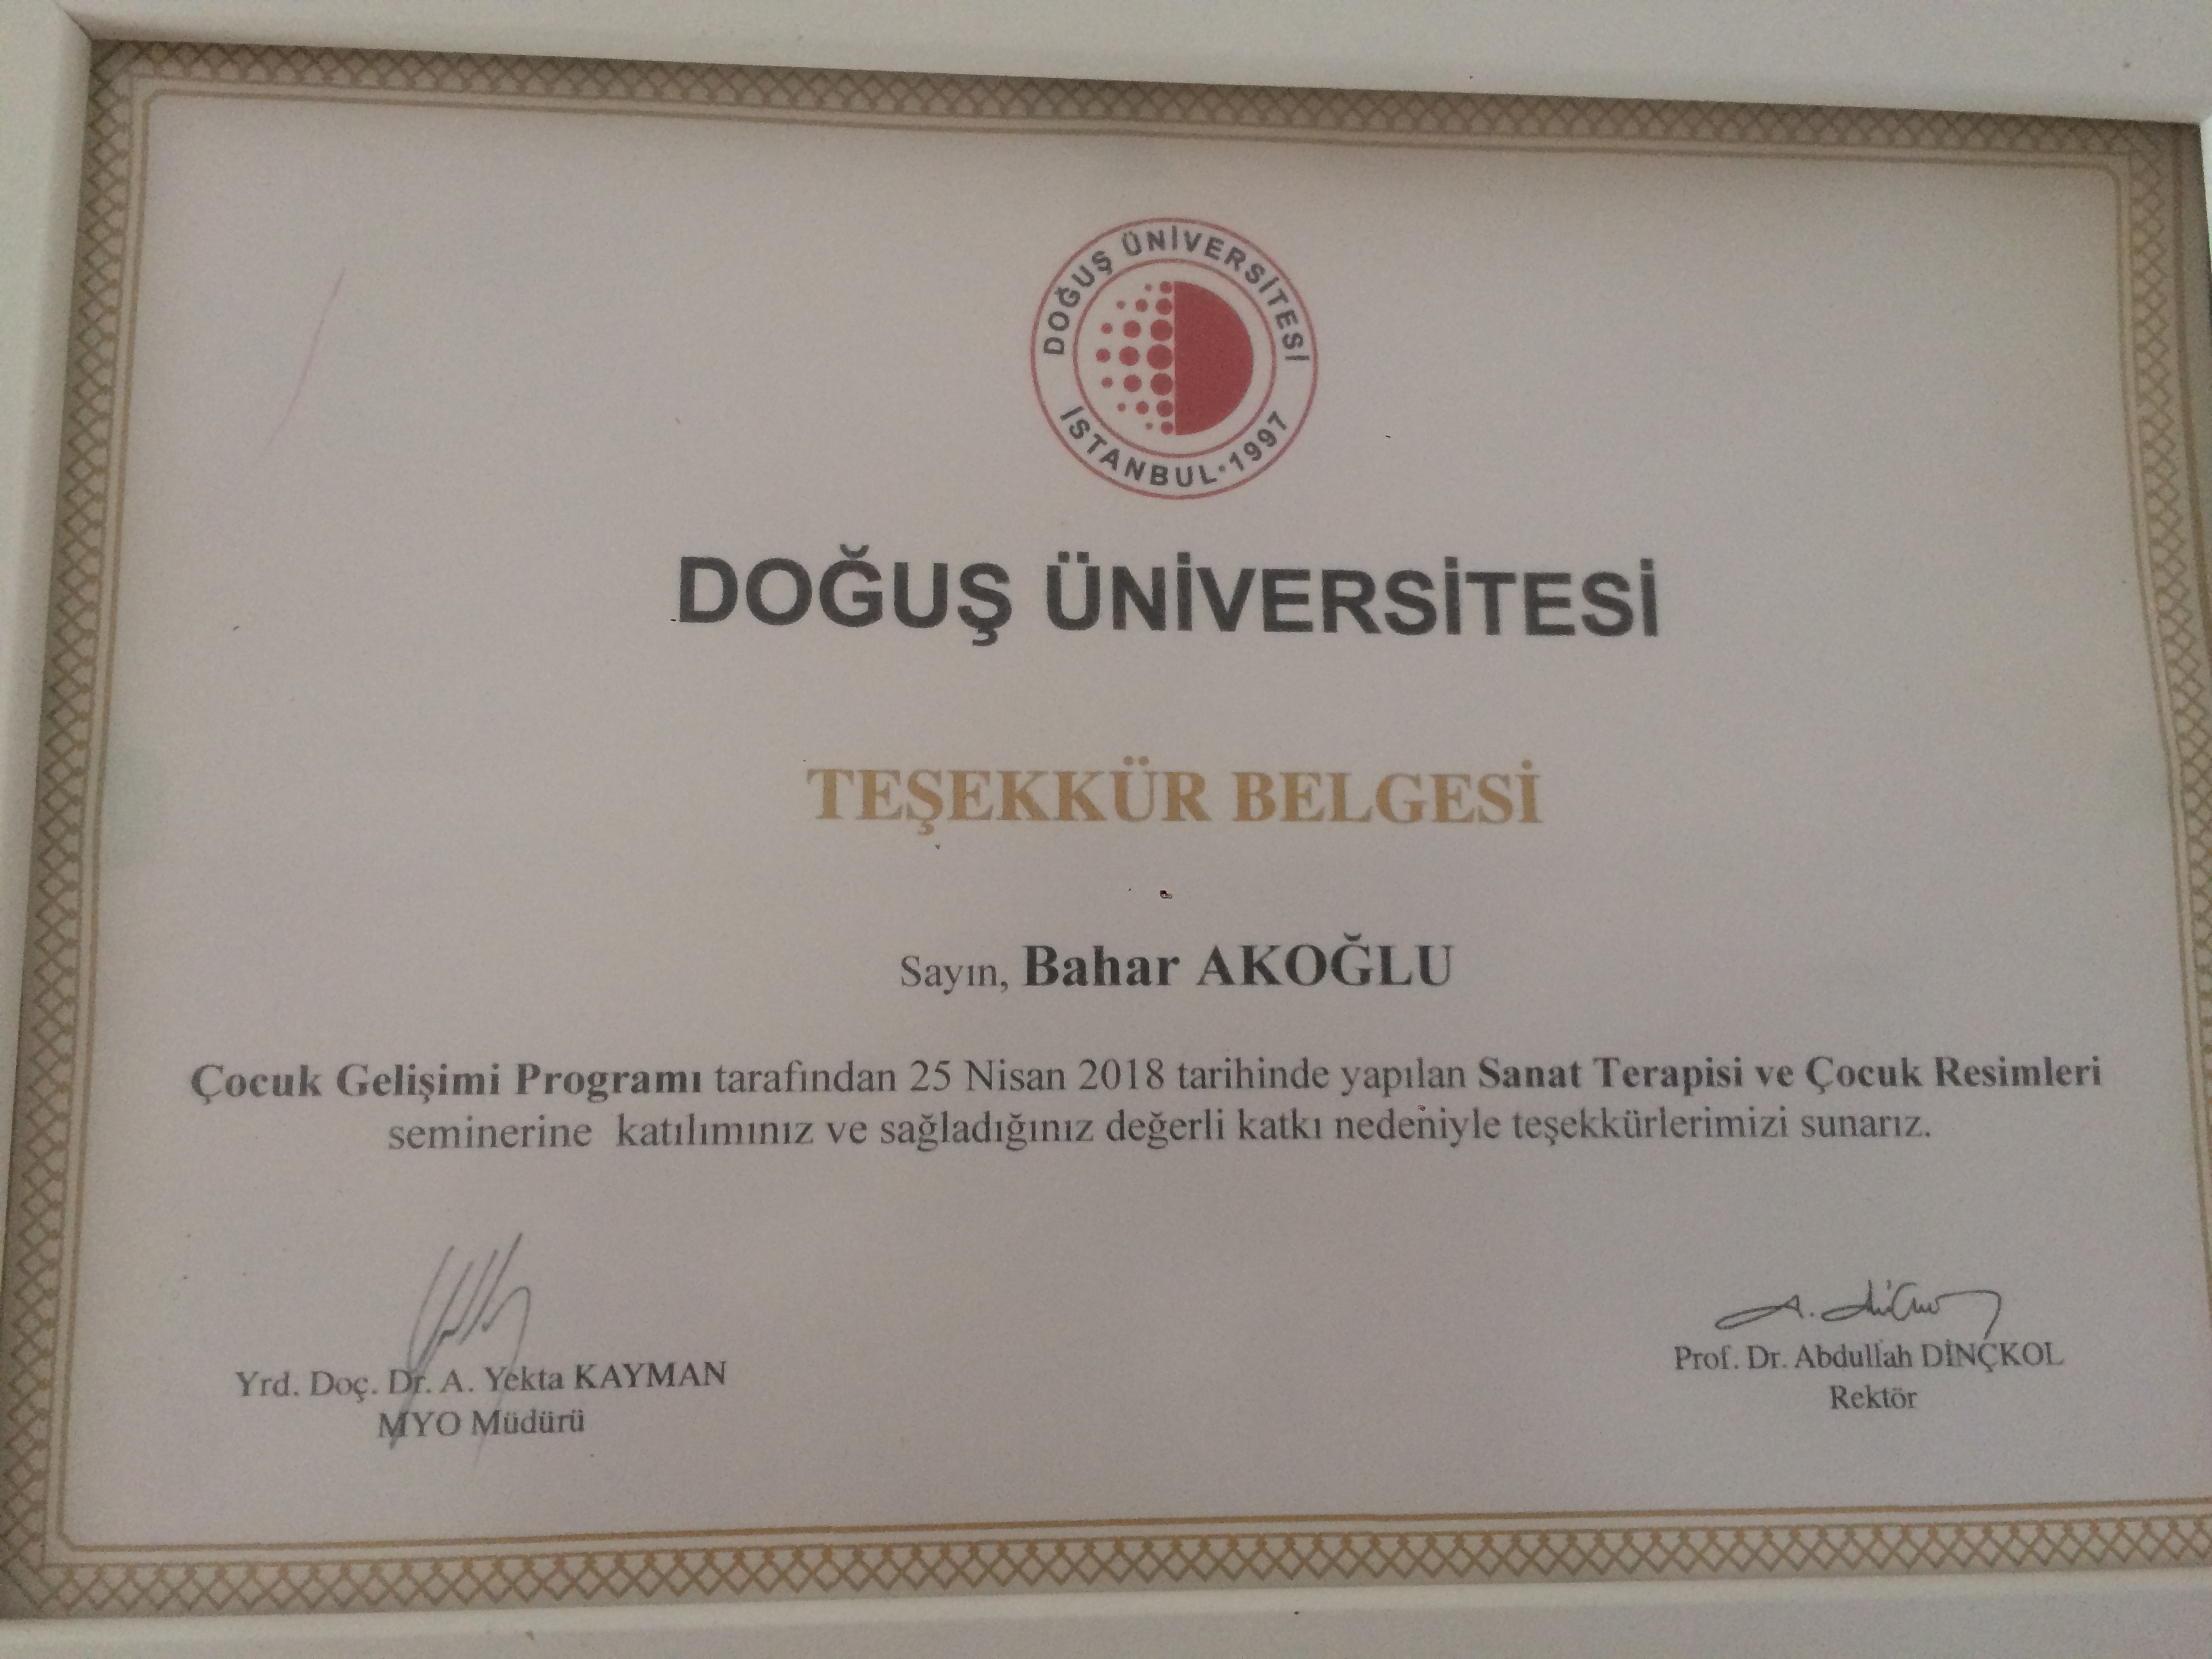 DOĞUŞ ÜNİVERSİTESİ
İSTANBUL·1997
DOĞUŞ ÜNİVERSİTESİ
TEŞEKKÜR BELGESİ
Sayın, Bahar AKOĞLU
Çocuk Gelişimi Programı tarafından 25 Nisan 2018 tarihinde yapılan Sanat Terapisi ve Çocuk Resimleri
seminerine katılımınız ve sağladığınız değerli katkı nedeniyle teşekkürlerimizi sunarız.
Yrd. Doç. Dr. A. Yekta KAYMAN
MYO Müdürü
Prof. Dr. Abdullah DİNÇKOL
Rektör